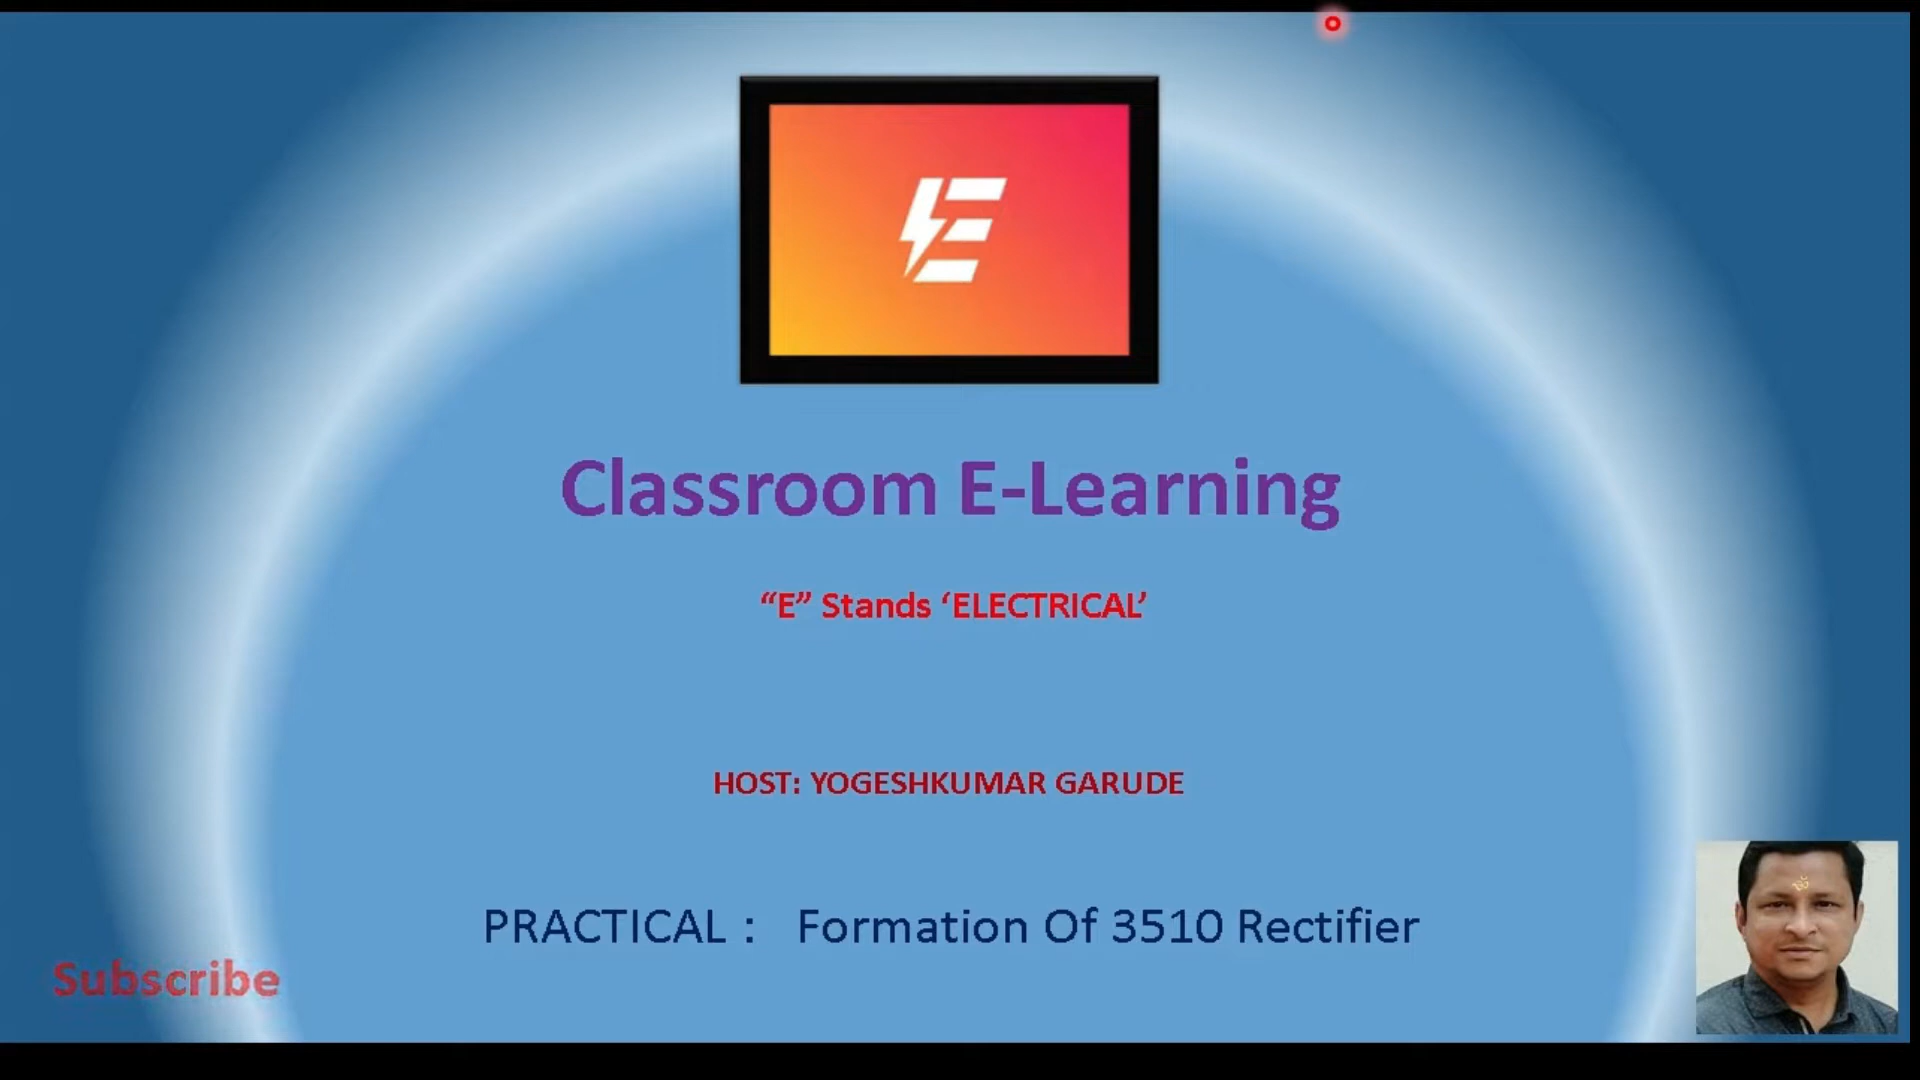 E
Classroom E-Learning
“E” Stands ‘ELECTRICAL’
HOST: YOGESHKUMAR GARUDE
PRACTICAL : Formation Of 3510 Rectifier
Subscribe